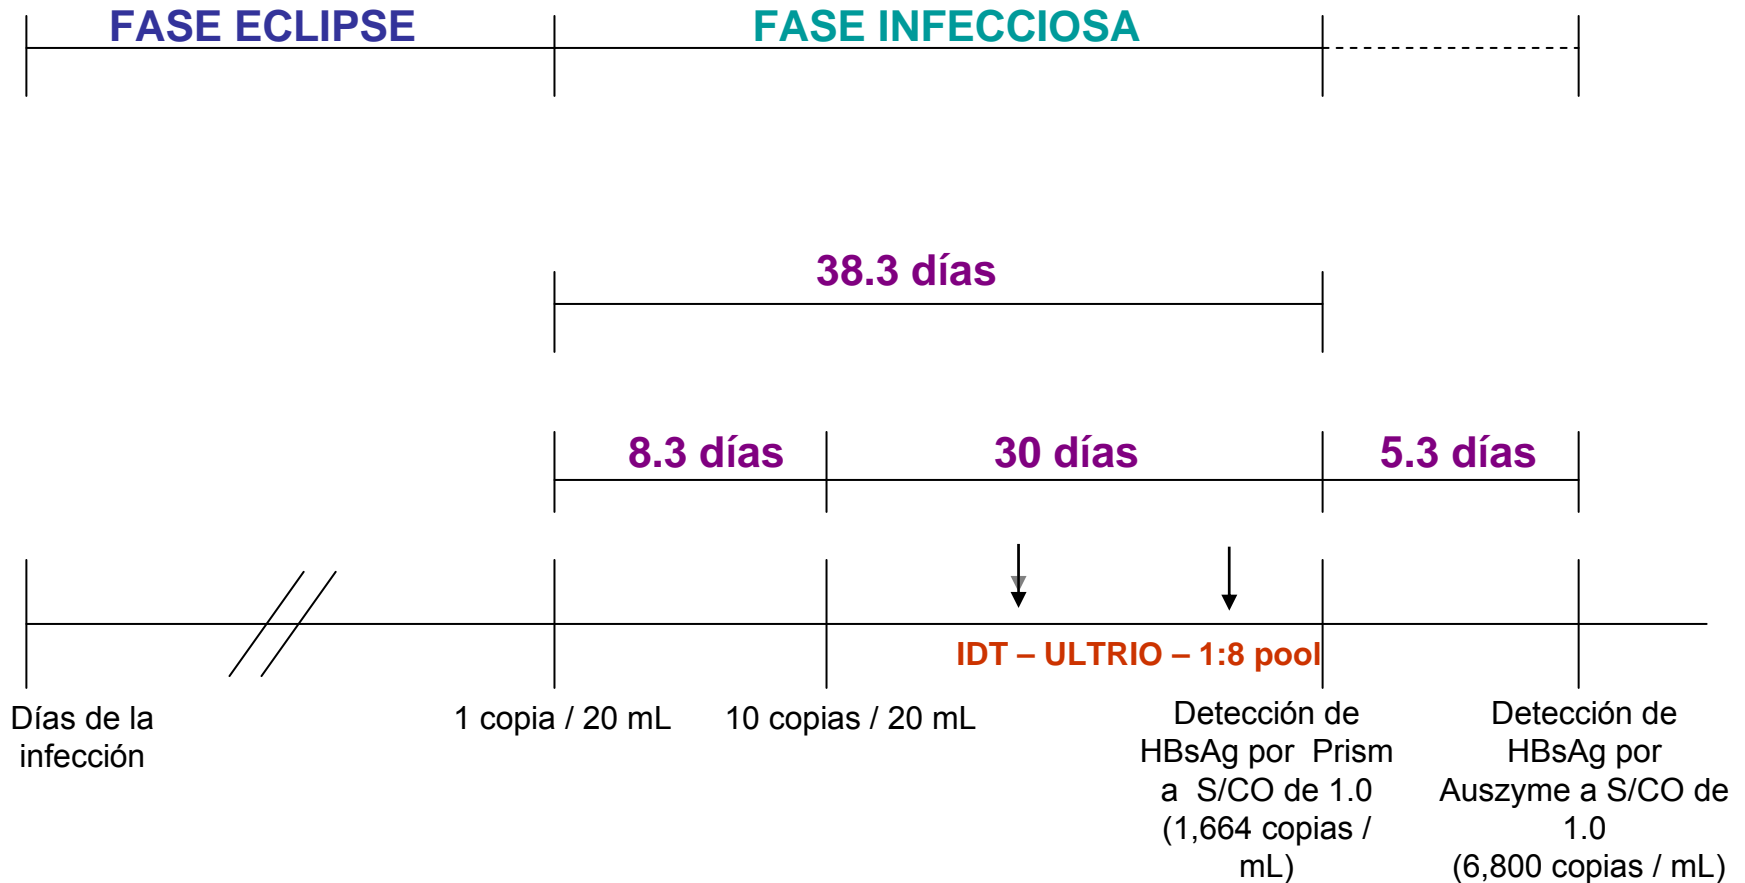 FASE ECLIPSE
FASE INFECCIOSA
38.3 días
8.3 días
30 días
5.3 días
IDT – ULTRIO – 1:8 pool
Días de la
infección
1 copia / 20 mL
10 copias / 20 mL
Detección de
HBsAg por Prism
a S/CO de 1.0
(1,664 copias /
mL)
Detección de
HBsAg por
Auszyme a S/CO de
1.0
(6,800 copias / mL)